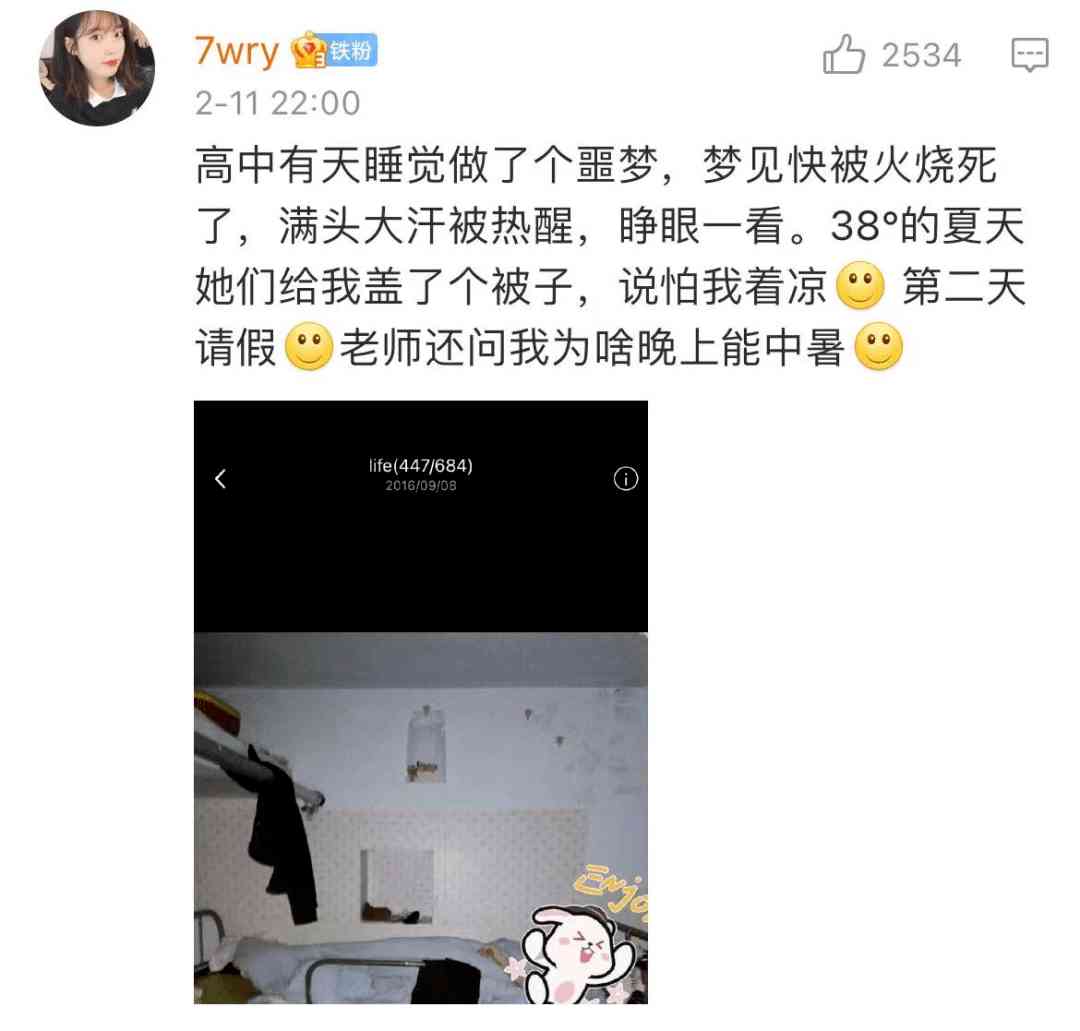 7wry 铁粉 2534
2-11 22:00
高中有天睡觉做了个噩梦，梦见快被火烧死
了，满头大汗被热醒，睁眼一看。38°的夏天
她们给我盖了个被子，说怕我着凉🙂 第二天
请假🙂老师还问我为啥晚上能中暑🙂
life(447/684)
2016/09/08